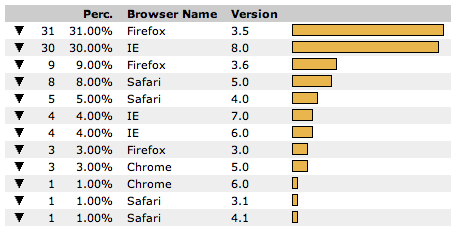 Perc. Browser Name Version
31 31.00% Firefox 3.5
30 30.00% IE 8.0
9 9.00% Firefox 3.6
8 8.00% Safari 5.0
5 5.00% Safari 4.0
4 4.00% IE 7.0
4 4.00% IE 6.0
3 3.00% Firefox 3.0
3 3.00% Chrome 5.0
1 1.00% Chrome 6.0
1 1.00% Safari 3.1
1 1.00% Safari 4.1